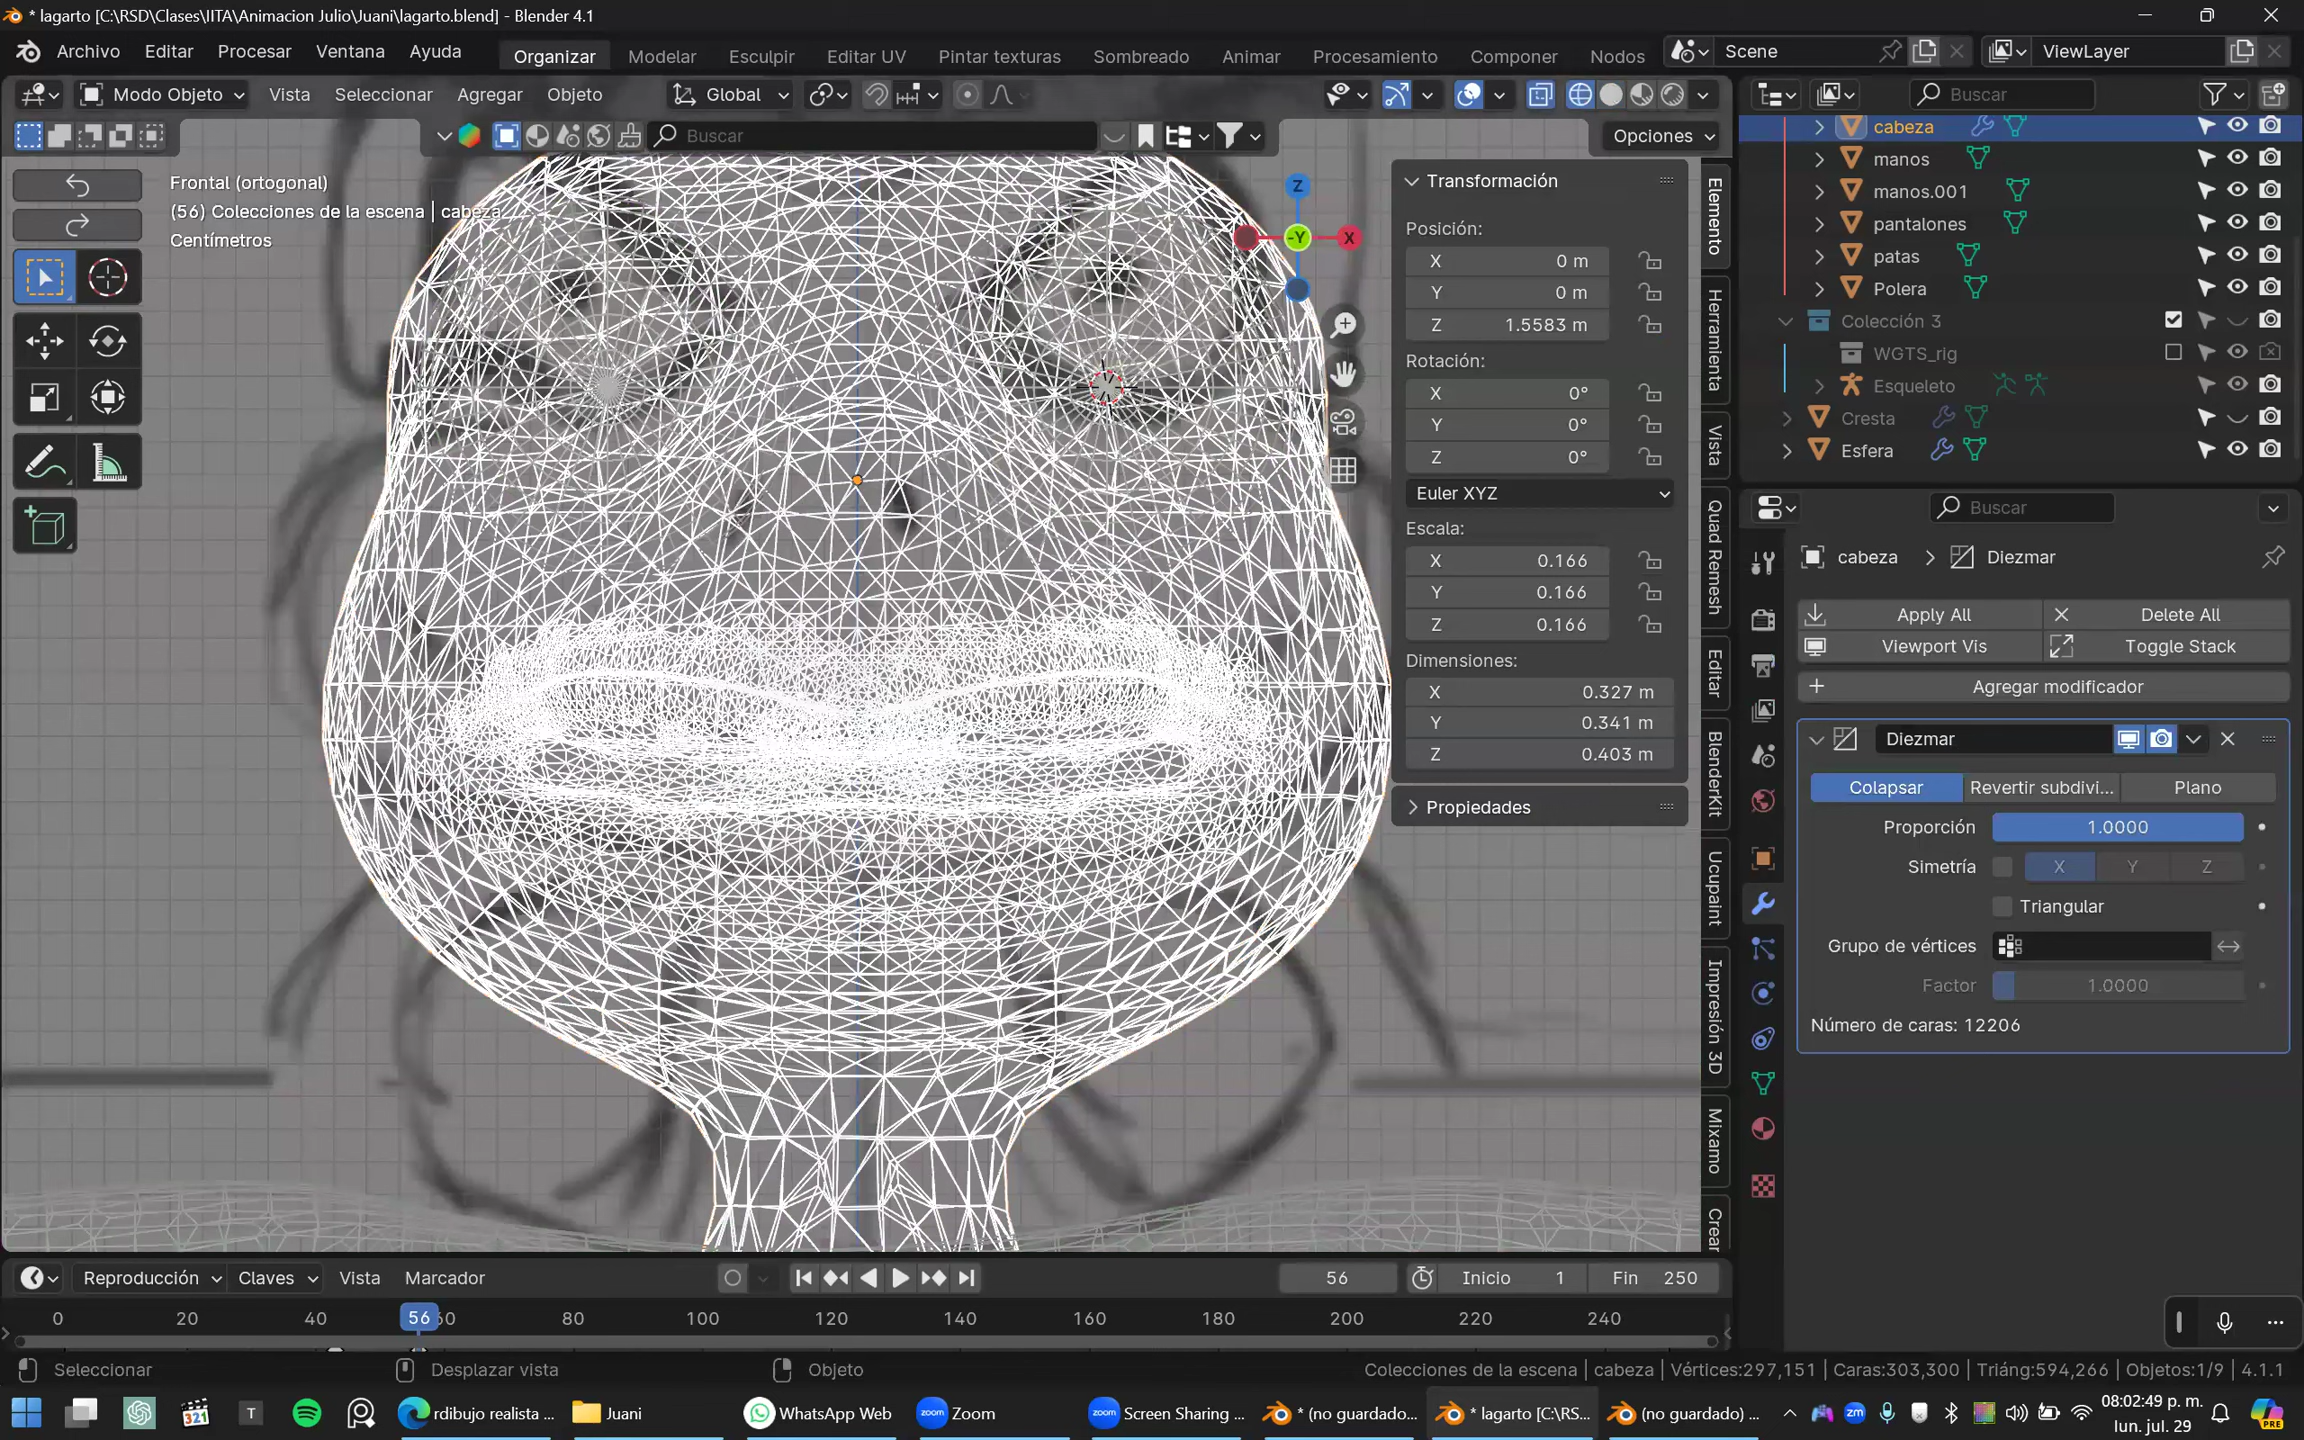 * lagarto [C:\RSD\Clases\IITA\Animacion Julio\Juani\lagarto.blend] - Blender 4.1
Archivo Editar Procesar Ventana Ayuda Organizar Modelar Esculpir Editar UV Pintar texturas Sombreado Animar Procesamiento Componer Nodos Scene ViewLayer
Modo Objeto Vista Seleccionar Agregar Objeto Global
Buscar Opciones
Frontal (ortogonal)
(56) Colecciones de la escena | cabeza
Centímetros
Z
-Y
X
Transformación
Posición:
X 0 m
Y 0 m
Z 1.5583 m
Rotación:
X 0°
Y 0°
Z 0°
Euler XYZ
Escala:
X 0.166
Y 0.166
Z 0.166
Dimensiones:
X 0.327 m
Y 0.341 m
Z 0.403 m
Propiedades
Elemento
Herramienta
Vista
Quad Remesh
Editar
BlenderKit
Ucupaint
Impresión 3D
Mixamo
Crear
Buscar
cabeza
manos
manos.001
pantalones
patas
Polera
Colección 3
WGTS_rig
Esqueleto
Cresta
Esfera
Buscar
cabeza > Diezmar
Apply All Delete All
Viewport Vis Toggle Stack
Agregar modificador
Diezmar
Colapsar Revertir subdivi... Plano
Proporción 1.0000
Simetría X Y Z
Triangular
Grupo de vértices
Factor 1.0000
Número de caras: 12206
Reproducción Claves Vista Marcador 56 Inicio 1 Fin 250
0 20 40 56 60 80 100 120 140 160 180 200 220 240
Seleccionar Desplazar vista Objeto Colecciones de la escena | cabeza | Vértices:297,151 | Caras:303,300 | Triáng:594,266 | Objetos:1/9 | 4.1.1
321 T rdibujo realista ... Juani WhatsApp Web zoom Zoom zoom Screen Sharing ... * (no guardado... * lagarto [C:\RS... (no guardado) ... zm 08:02:49 p. m.
lun. jul. 29
PRE